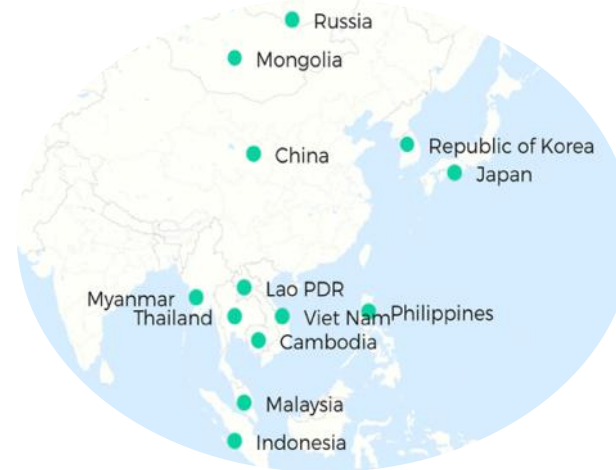 Russia
Mongolia
Republic of Korea
China
Japan
Lao PDR
Myanmar
Thailand
Viet Nam
Philippines
Cambodia
Malaysia
Indonesia